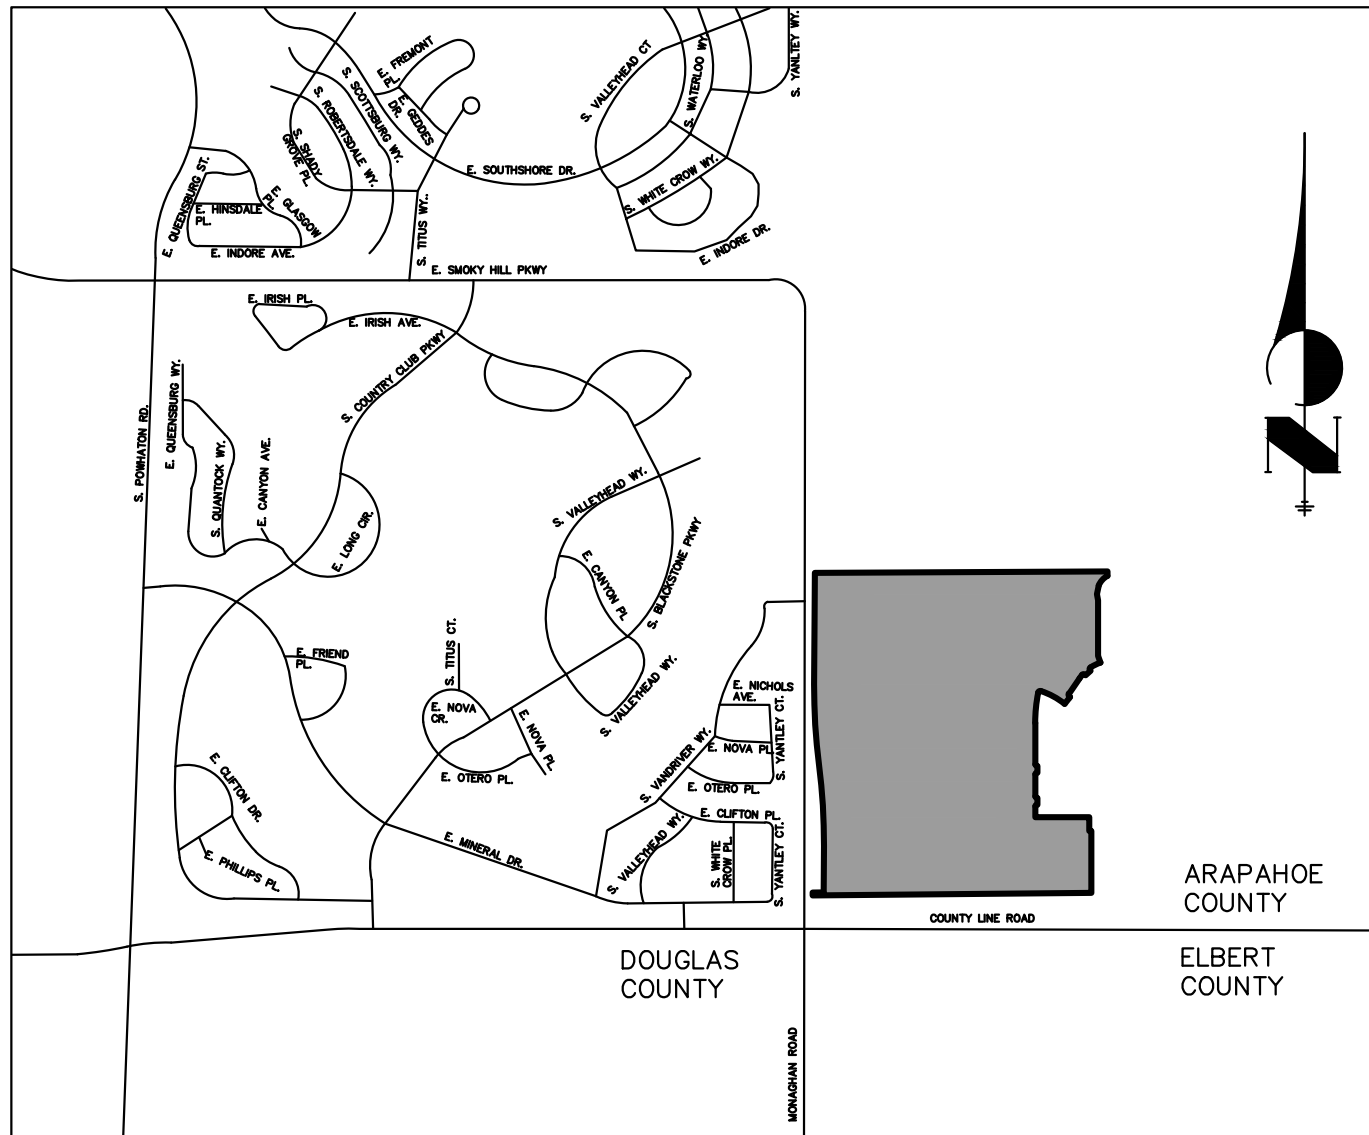 S. YANLTEY WY.
S. WATERLOO WY.
S. VALLEYHEAD CT
E. FREMONT
PL.
E. GEDDES
DR.
S. SCOTTSBURG WY.
S. ROBERTSDALE WY.
S. SHADY
GROVE PL.
E. SOUTHSHORE DR.
S. WHITE CROW WY.
E. INDORE DR.
E. QUEENSBURG ST.
E. HINSDALE
PL.
E. GLASGOW
PL.
E. INDORE AVE.
S. TITUS WY..
E. SMOKY HILL PKWY
E. IRISH PL.
E. IRISH AVE.
S. COUNTRY CLUB PKWY
S. POWHATON RD.
E. QUEENSBURG WY.
S. QUANTOCK WY.
E. CANYON AVE.
E. LONG CIR.
S. VALLEYHEAD WY.
E. CANYON PL
S. BLACKSTONE PKWY
E. FRIEND
PL.
S. TITUS CT.
E. NOVA
CR.
E. NOVA PL.
E. OTERO PL.
S. VALLEYHEAD WY.
E. NICHOLS
AVE.
S. YANTLEY CT.
E. NOVA PL.
S. VANDRIVER WY.
E. OTERO PL.
E. CLIFTON PL.
S. YANTLEY CT.
S. WHITE
CROW PL.
S. VALLEYHEAD WY.
E. CLIFTON DR.
E. PHILLIPS PL.
E. MINERAL DR.
N
ARAPAHOE
COUNTY
COUNTY LINE ROAD
DOUGLAS
COUNTY
ELBERT
COUNTY
MONAGHAN ROAD